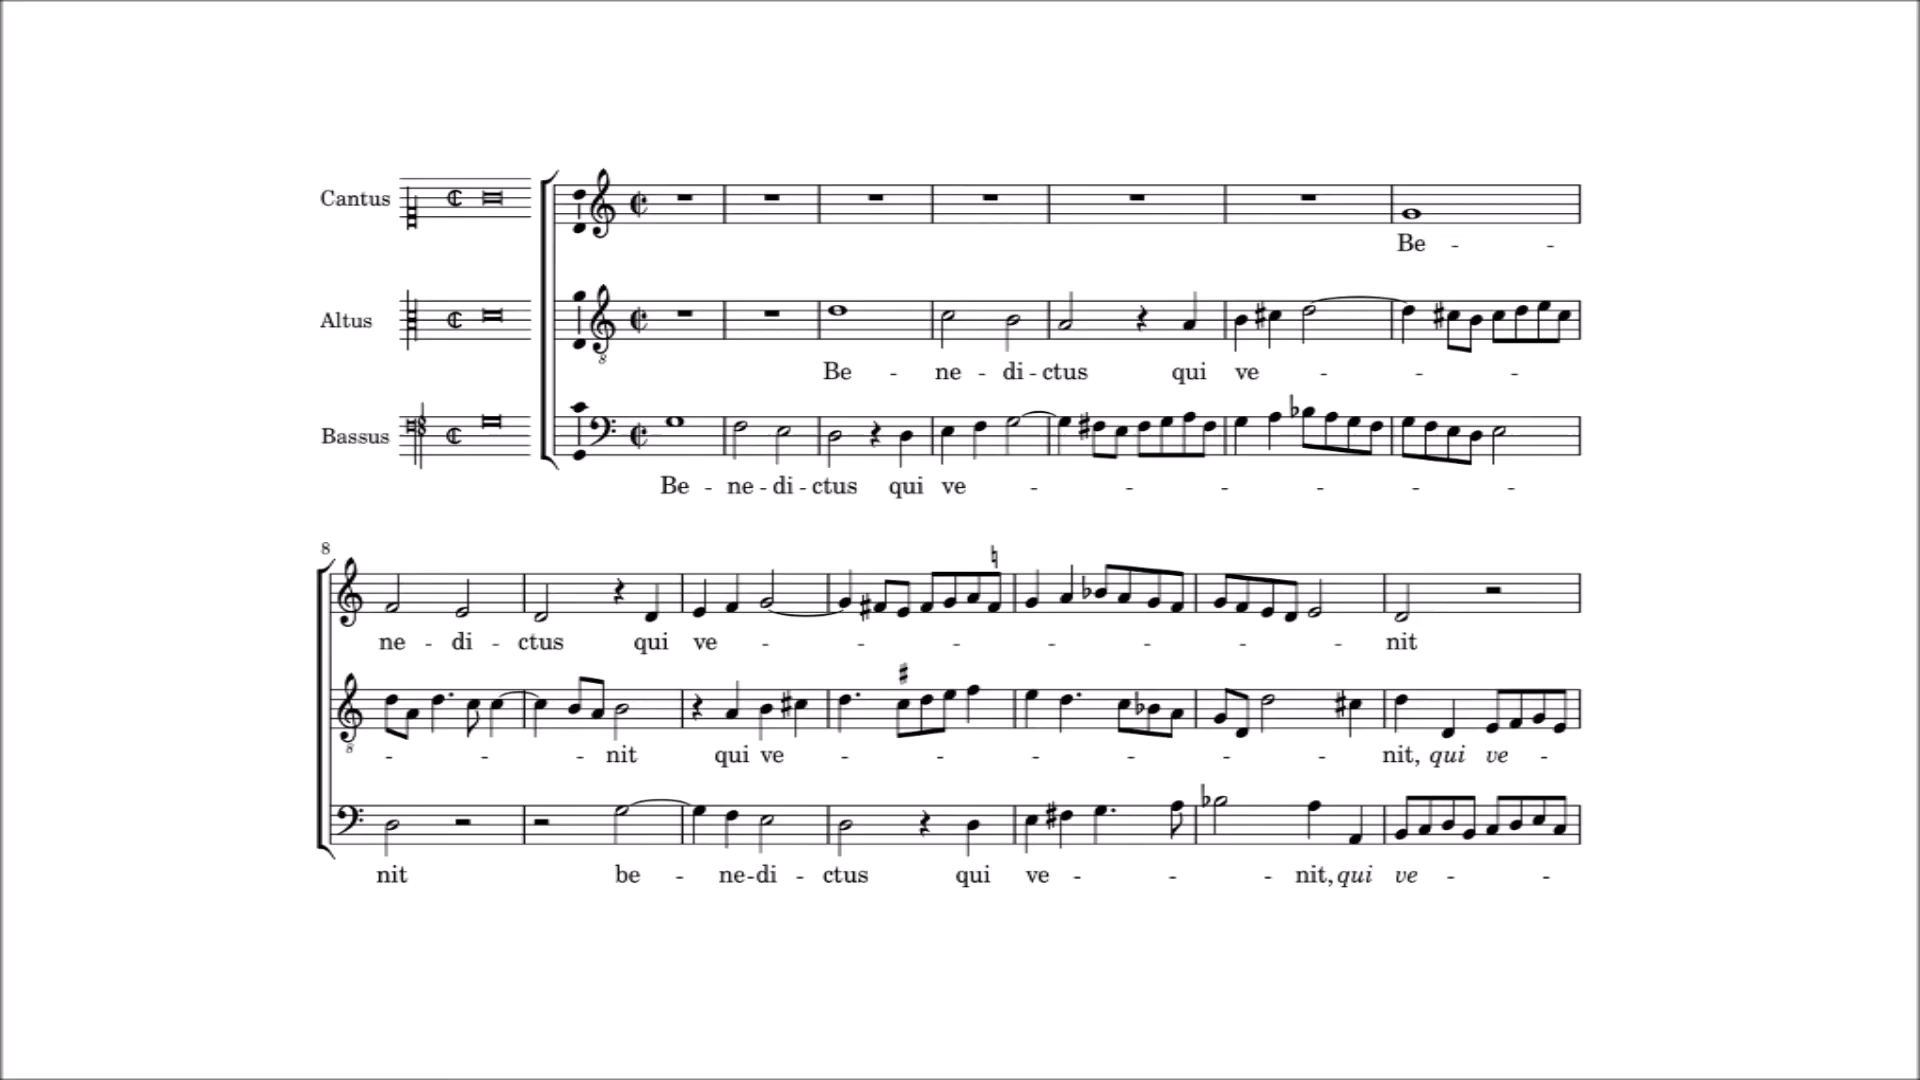 Cantus
Be - -
Altus
Be - ne - di - ctus qui ve - - -
Bassus
Be - ne - di - ctus qui ve - - - - - -
8
ne - di - ctus qui ve - - - - - - - nit
- - - nit qui ve - - - - - - nit, qui ve -
nit be - ne - di - ctus qui ve - - - nit, qui ve - -